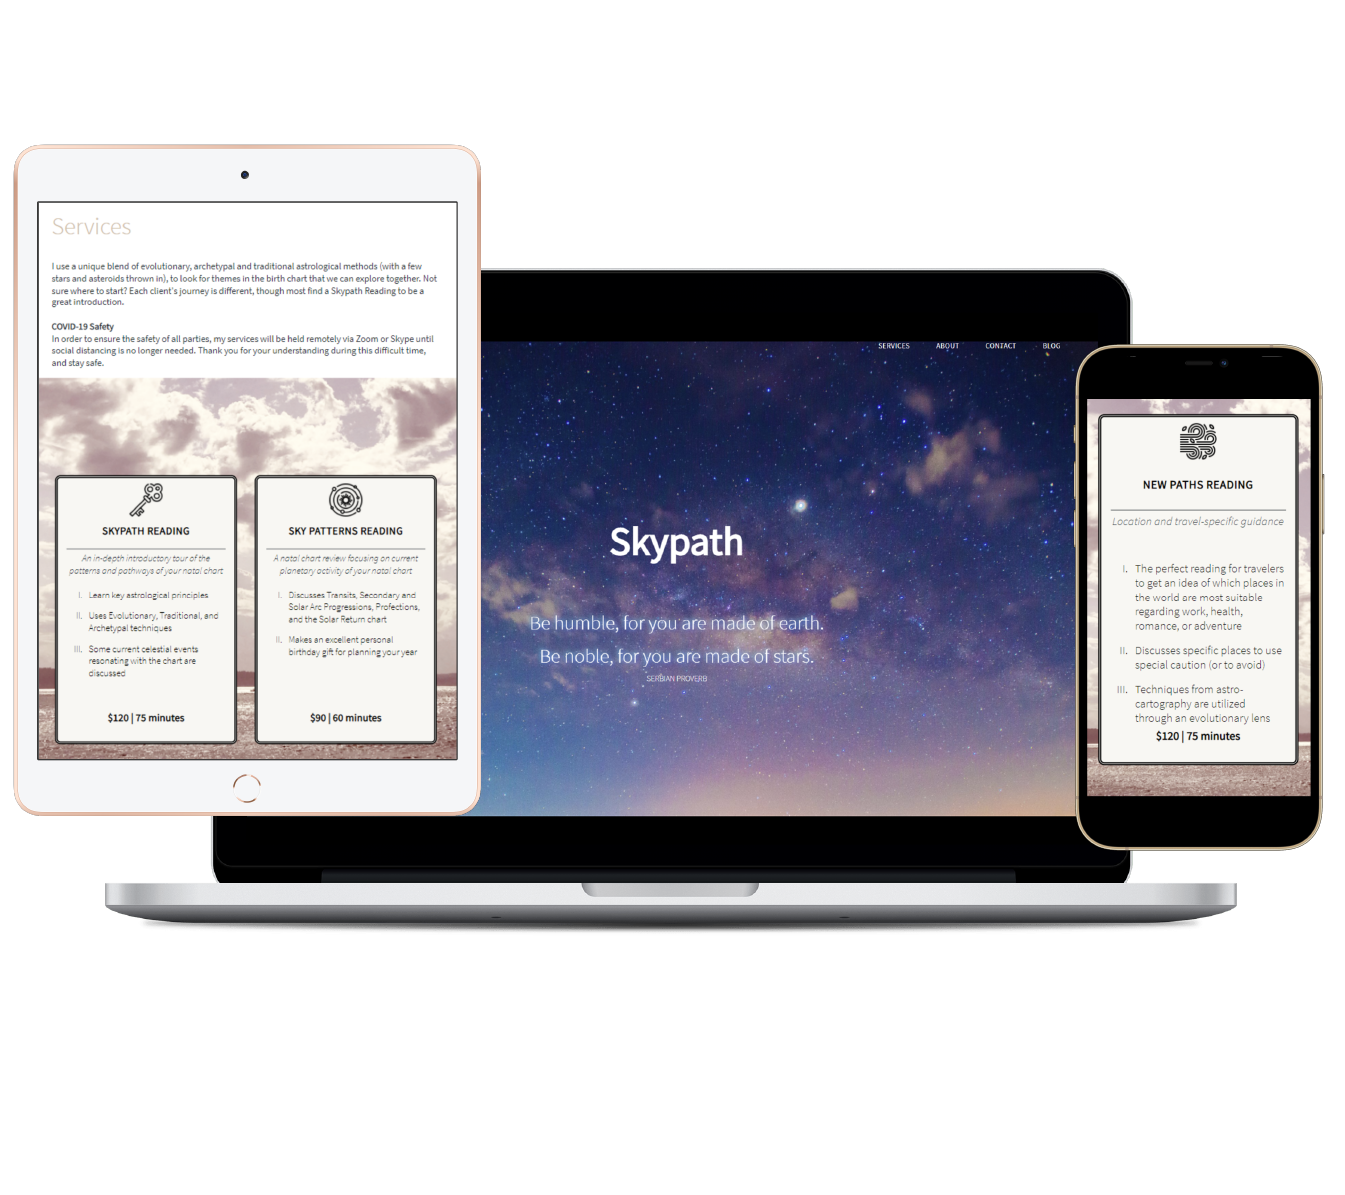 Services
I use a unique blend of evolutionary, archetypal and traditional astrological methods (with a few
stars and asteroids thrown in), to look for themes in the birth chart that we can explore together. Not
sure where to start? Each client's journey is different, though most find a Skypath Reading to be a
great introduction.
COVID-19 Safety
In order to ensure the safety of all parties, my services will be held remotely via Zoom or Skype until
social distancing is no longer needed. Thank you for your understanding during this difficult time,
and stay safe.
SKYPATH READING
An in-depth introductory tour of the
patterns and pathways of your natal chart
I. Learn key astrological principles
II. Uses Evolutionary, Traditional, and
Archetypal techniques
III. Some current celestial events
resonating with the chart are
discussed
$120 | 75 minutes
SKY PATTERNS READING
A natal chart review focusing on current
planetary activity of your natal chart
I. Discusses Transits, Secondary and
Solar Arc Progressions, Profections,
and the Solar Return chart
II. Makes an excellent personal
birthday gift for planning your year
$90 | 60 minutes
SERVICES ABOUT CONTACT BLOG
Skypath
Be humble, for you are made of earth.
Be noble, for you are made of stars.
SERBIAN PROVERB
NEW PATHS READING
Location and travel-specific guidance
I. The perfect reading for travelers
to get an idea of which places in
the world are most suitable
regarding work, health,
romance, or adventure
II. Discusses specific places to use
special caution (or to avoid)
III. Techniques from astro-
cartography are utilized
through an evolutionary lens
$120 | 75 minutes